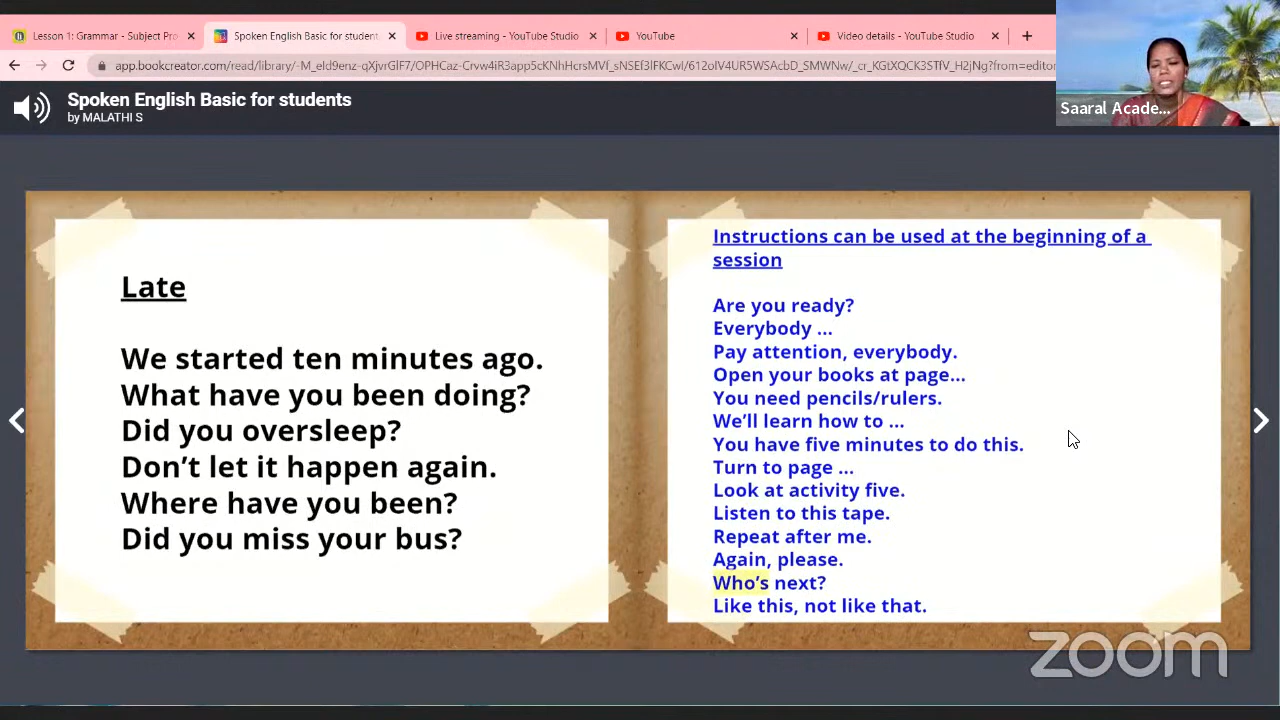 Lesson 1: Grammar - Subject Pro
Spoken English Basic for student
Live streaming - YouTube Studio
YouTube
Video details - YouTube Studio
Spoken English Basic for students
by MALATHI S
Saaral Acade...
Late
We started ten minutes ago.
What have you been doing?
Did you oversleep?
Don’t let it happen again.
Where have you been?
Did you miss your bus?
Instructions can be used at the beginning of a
session
Are you ready?
Everybody ...
Pay attention, everybody.
Open your books at page...
You need pencils/rulers.
We’ll learn how to ...
You have five minutes to do this.
Turn to page ...
Look at activity five.
Listen to this tape.
Repeat after me.
Again, please.
Who’s next?
Like this, not like that.
zoom